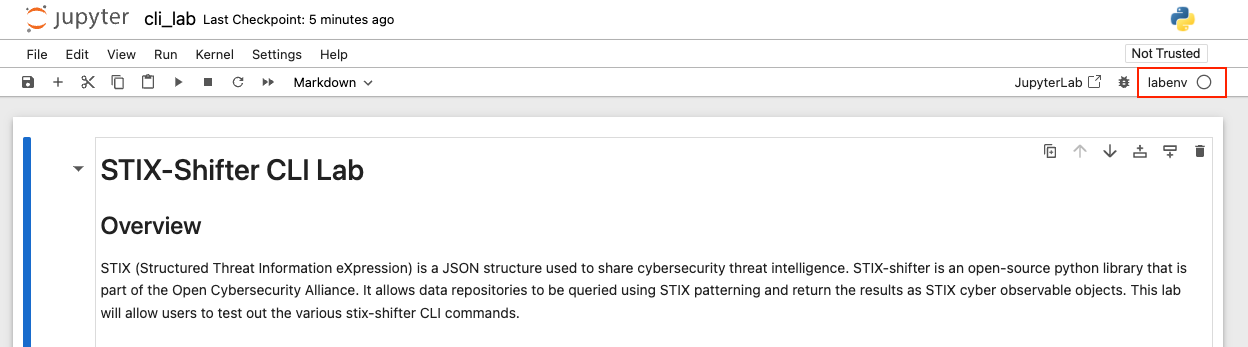 jupyter cli_lab Last Checkpoint: 5 minutes ago
File Edit View Run Kernel Settings Help
Not Trusted
Markdown
JupyterLab
labenv
STIX-Shifter CLI Lab
Overview
STIX (Structured Threat Information eXpression) is a JSON structure used to share cybersecurity threat intelligence. STIX-shifter is an open-source python library that is
part of the Open Cybersecurity Alliance. It allows data repositories to be queried using STIX patterning and return the results as STIX cyber observable objects. This lab
will allow users to test out the various stix-shifter CLI commands.